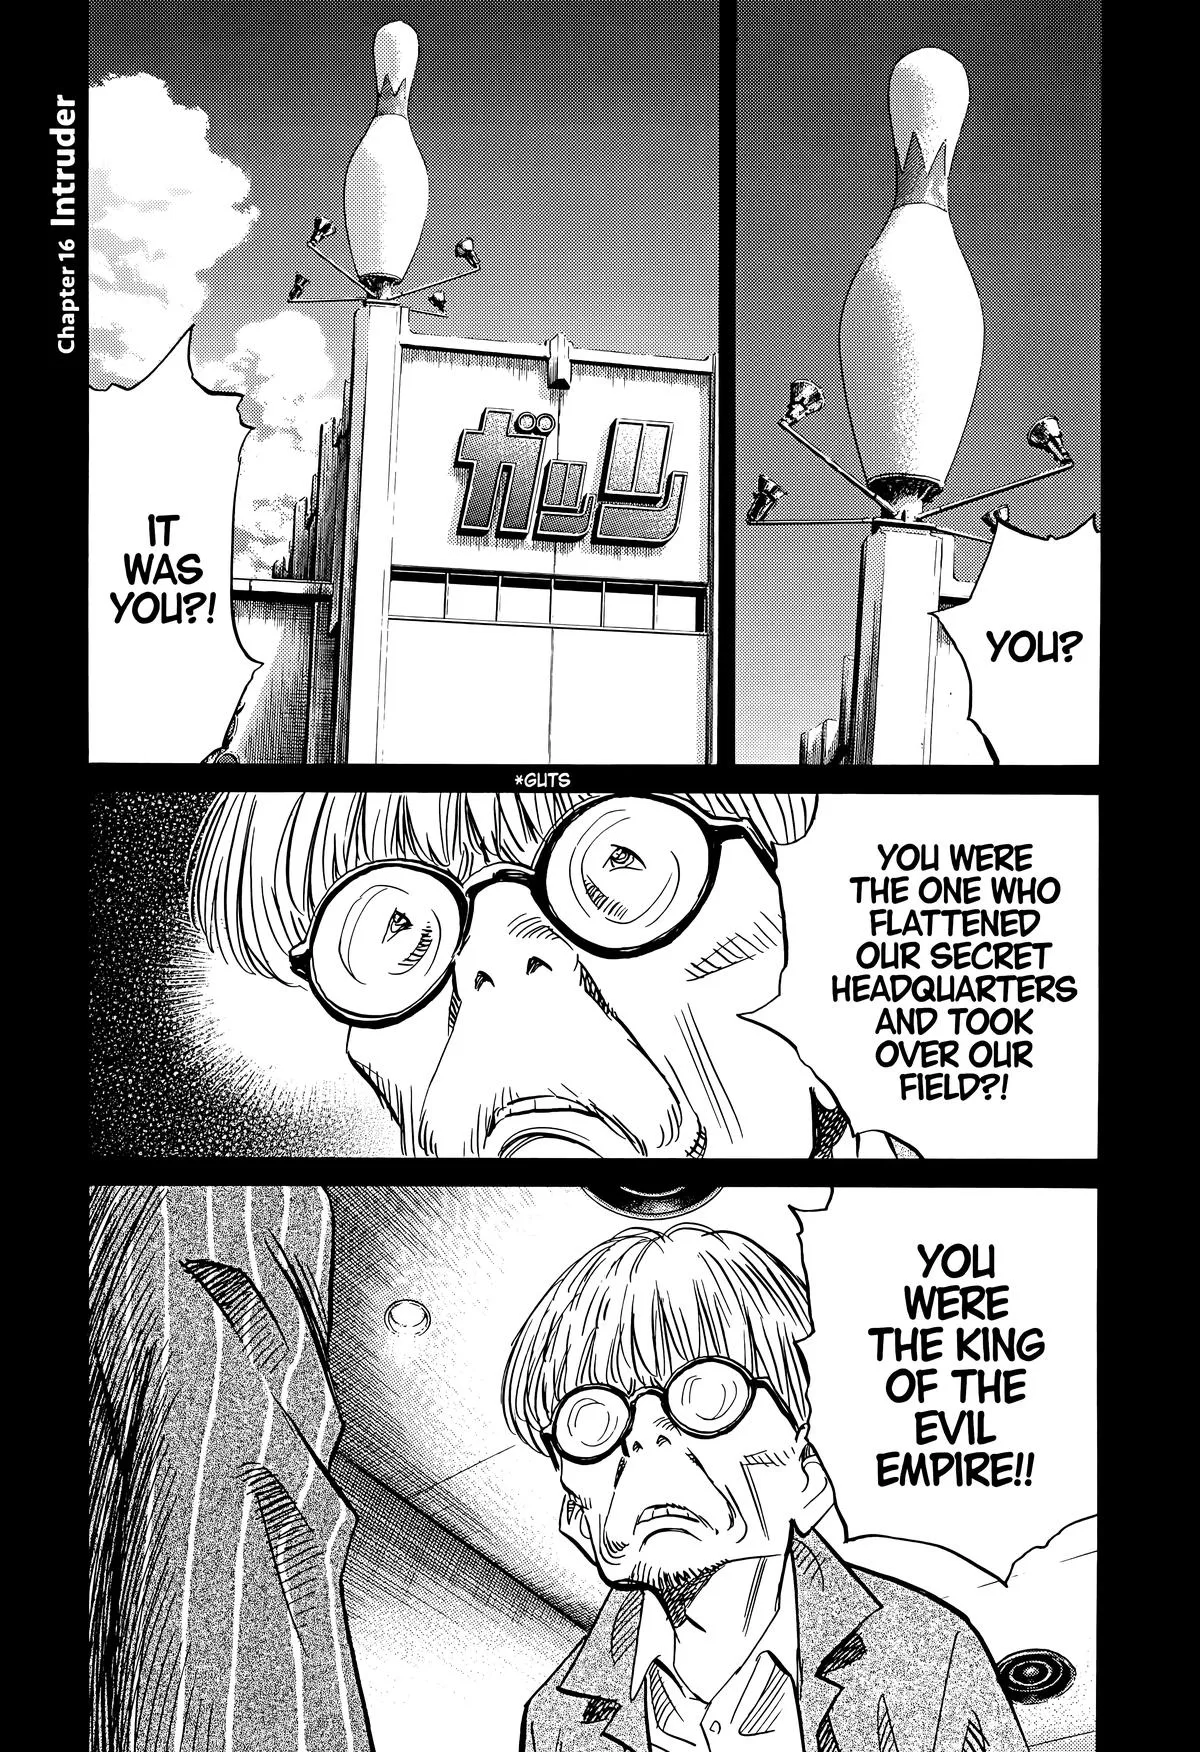 Chapter 16 Intruder
YOU?
IT
WAS
YOU?!
ガッツ
*GUTS
YOU WERE
THE ONE WHO
FLATTENED
OUR SECRET
HEADQUARTERS
AND TOOK
OVER OUR
FIELD?!
YOU
WERE
THE KING
OF THE
EVIL
EMPIRE!!